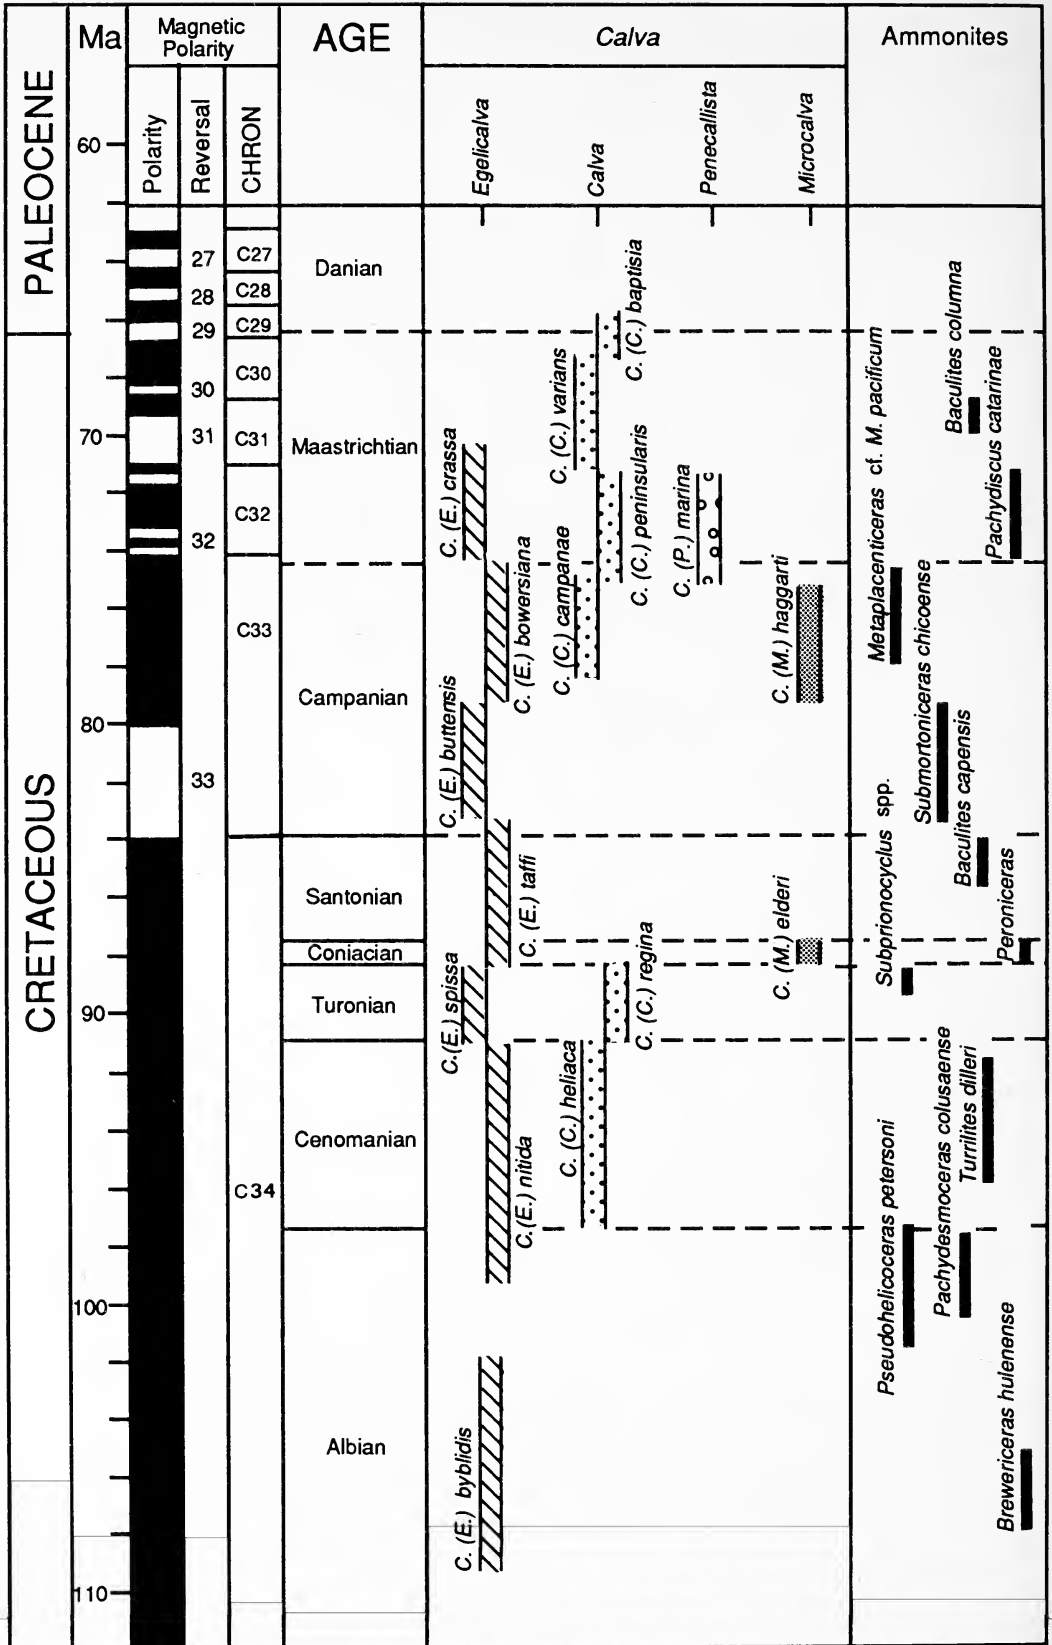 Ma
Magnetic
Polarity
AGE
Calva
Ammonites
PALEOCENE
CRETACEOUS
Polarity
Reversal
CHRON
Egelicalva
Calva
Penecallista
Microcalva
60
70
80
90
100
110
27
28
29
30
31
32
33
C27
C28
C29
C30
C31
C32
C33
C34
Danian
Maastrichtian
Campanian
Santonian
Coniacian
Turonian
Cenomanian
Albian
C. (E.) crassa
C. (E.) bowersiana
C. (E.) buttensis
C. (E.) taffi
C.(E.) spissa
C.(E.) nitida
C. (E.) byblidis
C. (C.) baptisia
C. (C.) varians
C. (C.) peninsularis
C. (C.) campanae
C. (C.) regina
C. (C.) heliaca
C. (P.) marina
C. (M.) haggarti
C. (M.) elderi
Metaplacenticeras cf. M. pacificum
Baculites columna
Pachydiscus catarinae
Submortoniceras chicoense
Baculites capensis
Subprionocyclus spp.
Peroniceras
Pseudohelicoceras petersoni
Pachydesmoceras colusaense
Turrilites dilleri
Brewericeras hulenense